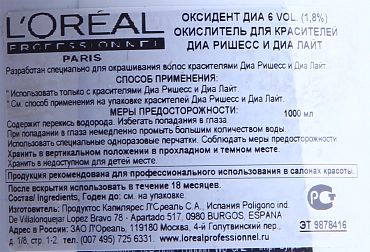 L'ORÉAL
PROFESSIONNEL
PARIS
ОКСИДЕНТ ДИА 6 VOL. (1,8%)
ОКИСЛИТЕЛЬ ДЛЯ КРАСИТЕЛЕЙ
ДИА РИШЕСС И ДИА ЛАЙТ
Разработан специально для окрашивания волос красителями Диа Ришесс и Диа Лайт.
СПОСОБ ПРИМЕНЕНИЯ:
* Использовать только с красителями Диа Ришесс и Диа Лайт.
* См. способ применения на упаковке красителей Диа Ришесс и Диа Лайт.
МЕРЫ ПРЕДОСТОРОЖНОСТИ: 1000 мл
Содержит перекись водорода. Избегать попадания в глаза.
При попадании в глаза немедленно промыть большим количеством воды.
Использовать специальные одноразовые перчатки. Соблюдать меры предосторожности.
Хранить в вертикальном положении в прохладном и темном месте.
Хранить в недоступном для детей месте.
Продукция рекомендована для профессионального использования в салонах красоты.
После вскрытия использовать в течение 18 месяцев.
Состав/ Ingredients, Годен до: см. на упаковке.
Изготовитель: Продуктос Капилярес Л'Ореаль С.А., Испания Poligono ind.
De Villalonquejar Lopez Bravo 78 - Apartado 517, 09080 BURGOS, ESPANA
Импортер: ЗАО Л'Ореаль, 119180 Москва, 4-й Голутвинский пер.,
д. 1/8, стр. 1-2. тел.: (007 495) 725 6331 www.lorealprofessionnel.ru
РС
ЭТ 9878416